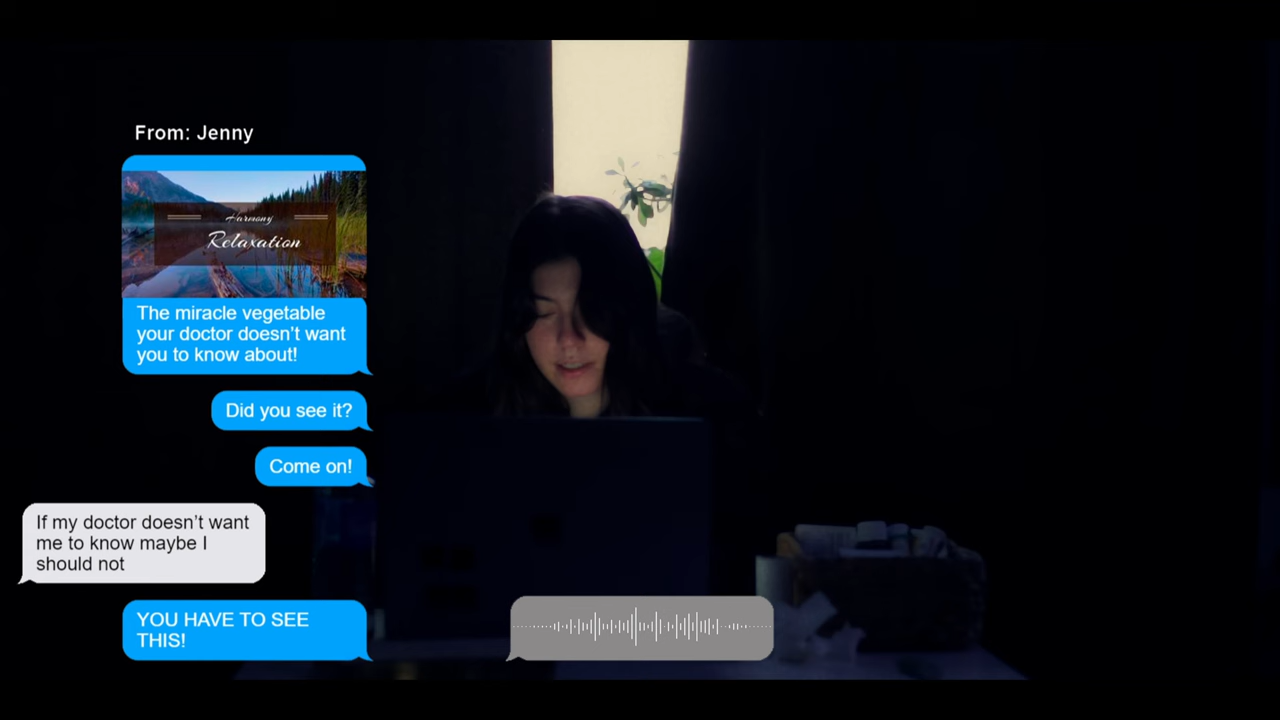 From: Jenny
Harmony
Relaxation
The miracle vegetable
your doctor doesn’t want
you to know about!
Did you see it?
Come on!
If my doctor doesn’t want
me to know maybe I
should not
YOU HAVE TO SEE
THIS!